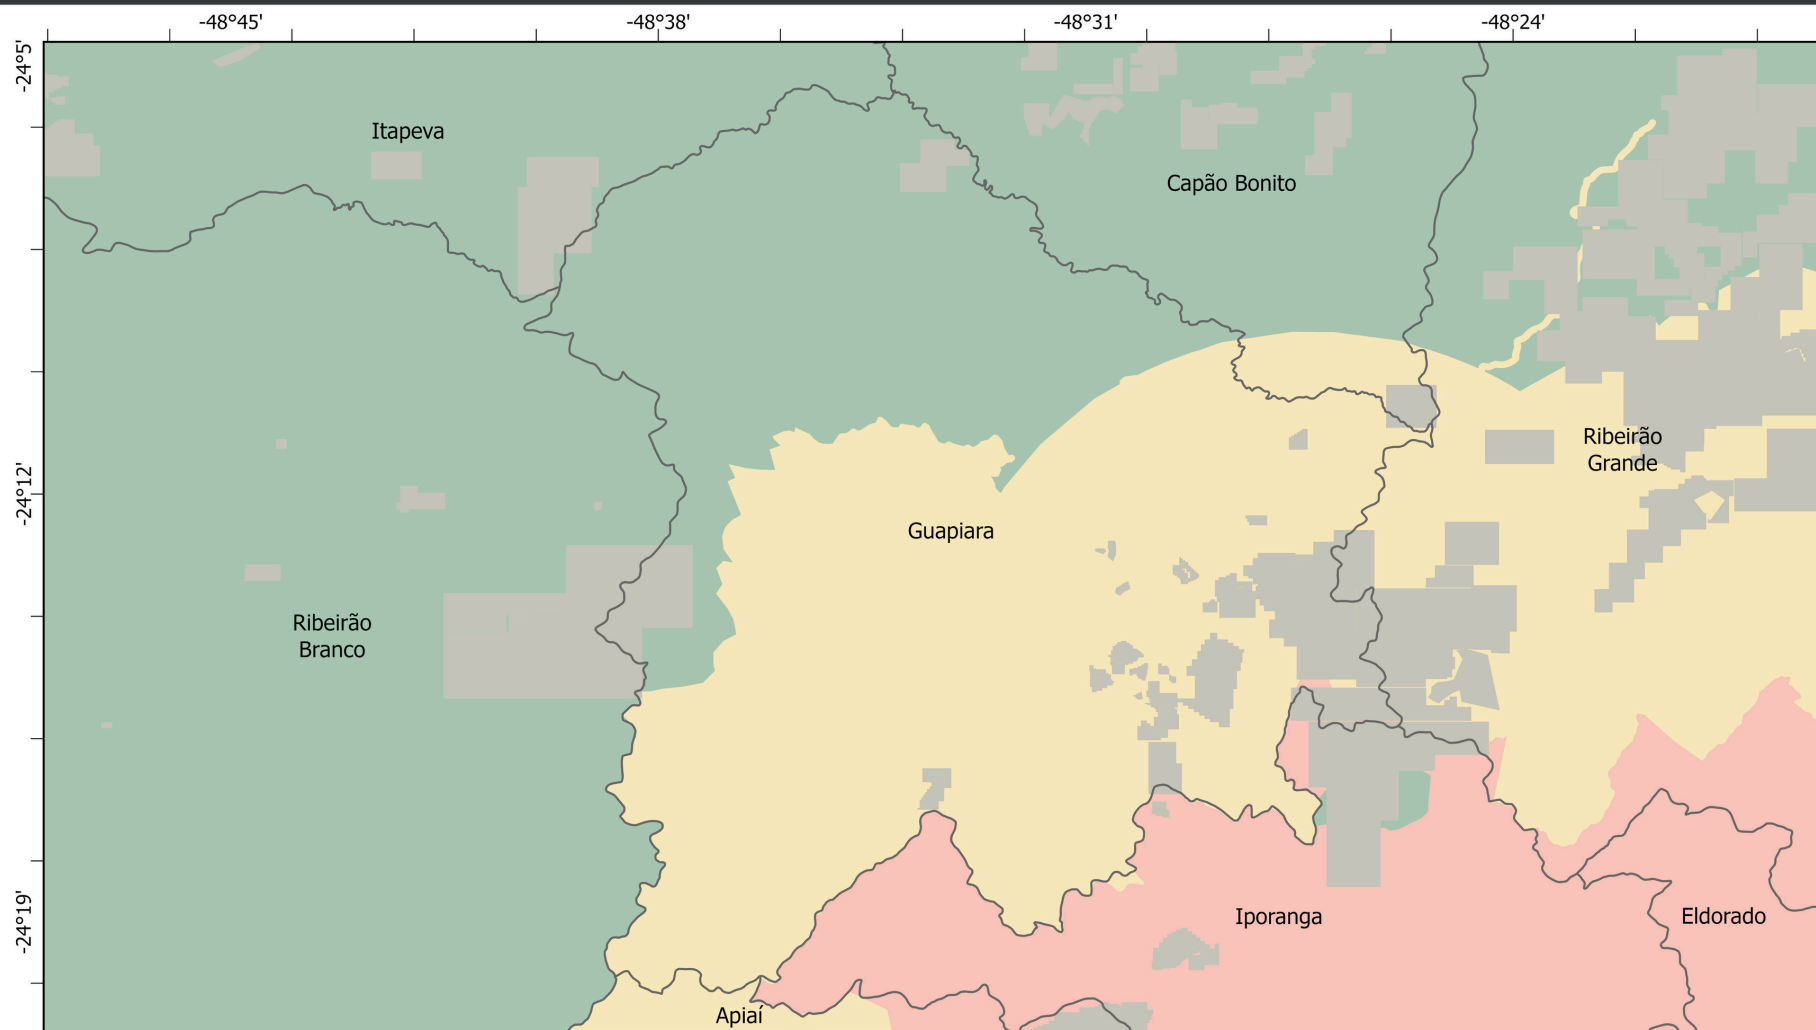 -48°45'
-48°38'
-48°31'
-48°24'
-24°5'
Itapeva
Capão Bonito
Ribeirão
Grande
-24°12'
Guapiara
Ribeirão
Branco
-24°19'
Iporanga
Eldorado
Apiaí